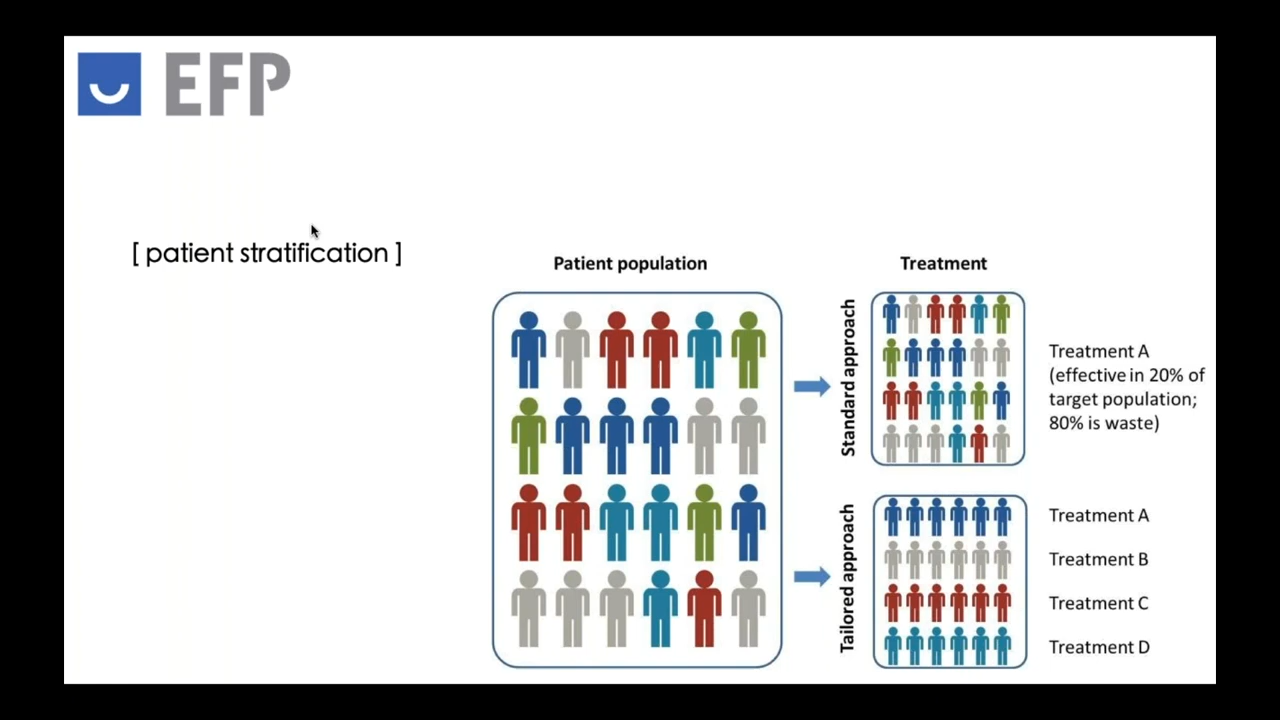 EFP
[ patient stratification ]
Patient population
Treatment
Standard approach
Treatment A
(effective in 20% of
target population;
80% is waste)
Tailored approach
Treatment A
Treatment B
Treatment C
Treatment D